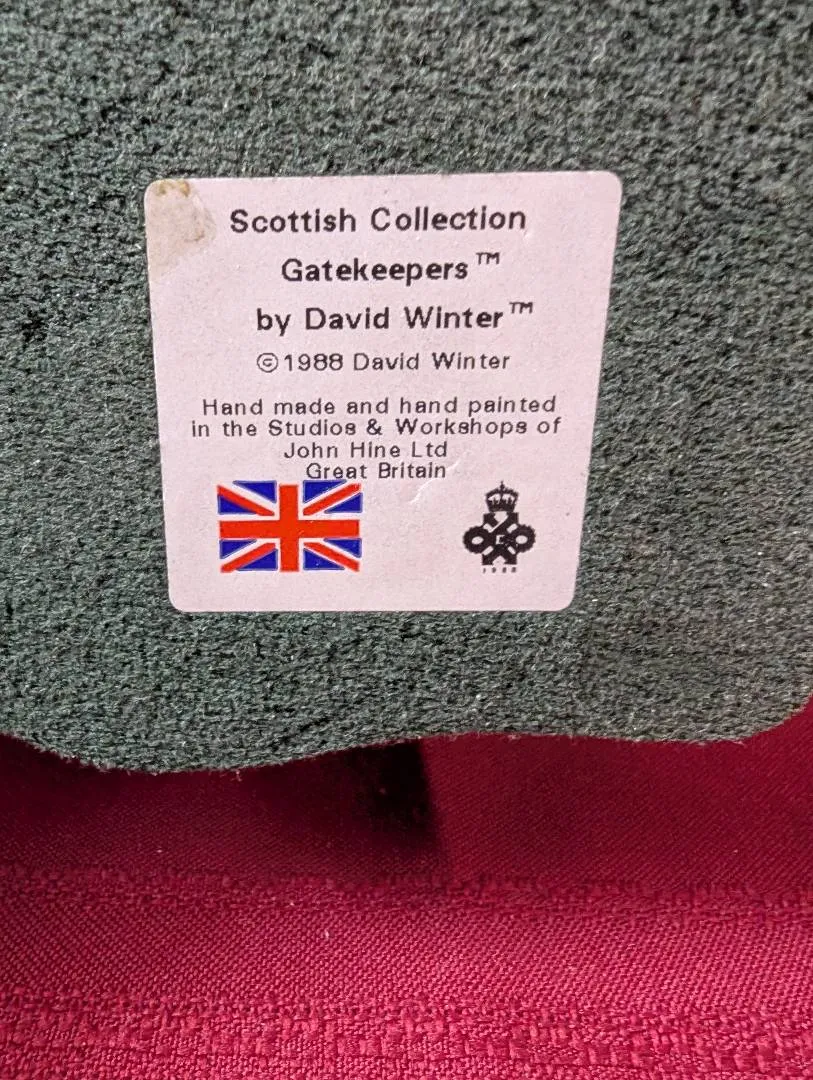 Scottish Collection
Gatekeepers™
by David Winter™
©1988 David Winter
Hand made and hand painted
in the Studios & Workshops of
John Hine Ltd
Great Britain